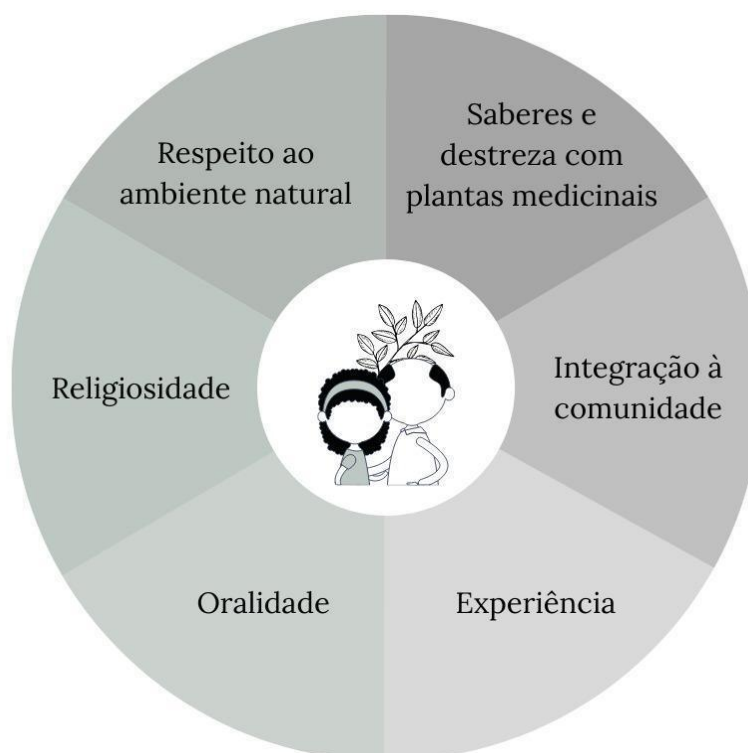 Respeito ao
ambiente natural
Saberes e
destreza com
plantas medicinais
Religiosidade
Integração à
comunidade
Oralidade
Experiência